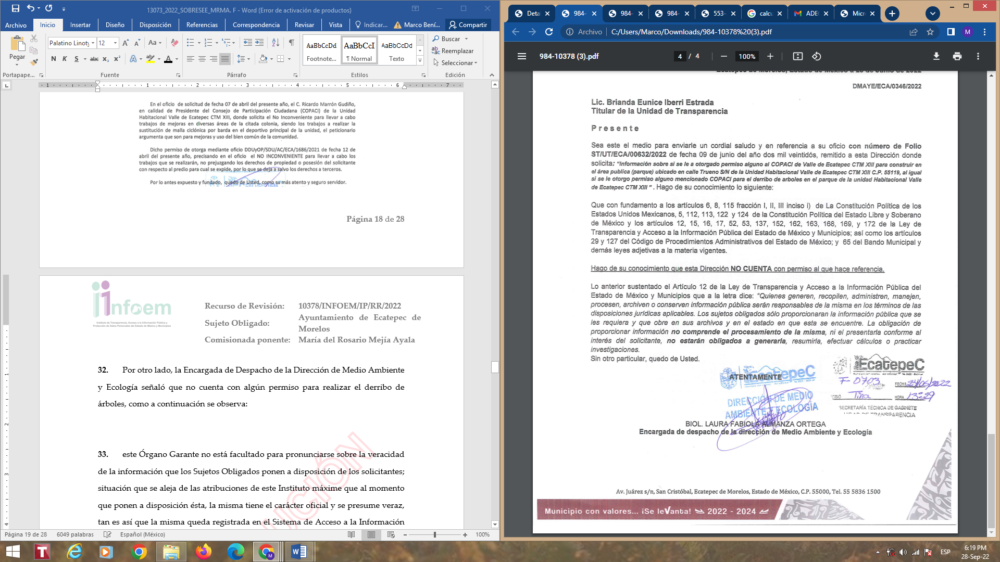 13073_2022_SOBRESEE_MRMA. F - Word (Error de activación de productos)
Archivo Inicio Insertar Diseño Disposición Referencias Correspondencia Revisar Vista Indicar... Marco Bení... Compartir
Palatino Linoty 12
Pegar
N K S abc x₂ x²
AaBbCcDd AaBbCcI AaBbCcDd
Footnote... ¶ Normal Texto
Buscar
Reemplazar
Seleccionar
Portapape... Fuente Párrafo Estilos Edición
En el oficio de solicitud de fecha 07 de abril del presente año, el C. Ricardo Marrón Gudiño,
en calidad de Presidente del Consejo de Participación Ciudadana (COPACI) de la Unidad
Habitacional Valle de Ecatepec CTM XIII, donde solicita el No Inconveniente para llevar a cabo
trabajos de mejoras en diversas áreas de la citada colonia, siendo los trabajos a realizar la
sustitución de malla ciclónica por barda en el deportivo principal de la unidad, el peticionario
argumenta que son para mejoras y uso del bien común de la comunidad.
Dicho permiso de otorga mediante oficio DDUyOP/SDU/AC/ECA/1686/2021 de fecha 12 de
abril del presente año, precisando en el oficio el NO INCONVENIENTE para llevar a cabo los
trabajos que se realizarán, no prejuzgando los derechos de propiedad o posesión del solicitante
con respecto al predio para cual se expide, por lo que se deja a salvo los derechos a terceros.
Por lo antes expuesto y fundado, quedo de Usted, como su más atento y seguro servidor.
Página 18 de 28
infoem
Instituto de Transparencia, Acceso a la Información Pública y
Protección de Datos Personales del Estado de México y Municipios
Recurso de Revisión: 10378/INFOEM/IP/RR/2022
Sujeto Obligado: Ayuntamiento de Ecatepec de
Morelos
Comisionada ponente: María del Rosario Mejía Ayala
32. Por otro lado, la Encargada de Despacho de la Dirección de Medio Ambiente
y Ecología señaló que no cuenta con algún permiso para realizar el derribo de
árboles, como a continuación se observa:
33. este Órgano Garante no está facultado para pronunciarse sobre la veracidad
de la información que los Sujetos Obligados ponen a disposición de los solicitantes;
situación que se aleja de las atribuciones de este Instituto máxime que al momento
que ponen a disposición ésta, la misma tiene el carácter oficial y se presume veraz,
tan es así que la misma queda registrada en el Sistema de Acceso a la Información
Página 19 de 28 6049 palabras Español (México) 100%
Detal 984- 984- 984- 553- calcu ADEC Micr
Archivo C:/Users/Marco/Downloads/984-10378%20(3).pdf M
984-10378 (3).pdf 4 / 4 100%
Ecatepec de Morelos, Estado de México a 23 de Junio de 2022
DMAYE/ECA/0346/2022
Lic. Brianda Eunice Iberri Estrada
Titular de la Unidad de Transparencia
Presente
Sea este el medio para enviarle un cordial saludo y en referencia a su oficio con número de Folio
ST/UT/ECA/00632/2022 de fecha 09 de junio del año dos mil veintidós, remitido a esta Dirección donde
solicita: "Información sobre si se le a otorgado permiso alguno al COPACI de Valle de Ecatepec CTM XIII para construir en
el área publica (parque) ubicado en calle Trueno S/N de la Unidad Habitacional Valle de Ecatepec CTM XIII C.P. 55119, al igual
si se le otorgo permiso alguno mencionado COPACI para el derribo de arboles en el parque de la unidad Habitacional Valle
de Ecatepec CTM XIII ". Hago de su conocimiento lo siguiente:
Que con fundamento a los artículos 6, 8, 115 fracción I, II, III inciso i) de La Constitución Política de los
Estados Unidos Mexicanos, 5, 112, 113, 122 y 124 de la Constitución Política del Estado Libre y Soberano
de México y los artículos 12, 15, 16, 17, 52, 53, 137, 152, 162, 163, 168, 169, y 172 de la Ley de
Transparencia y Acceso a la Información Pública del Estado de México y Municipios; así como los artículos
29 y 127 del Código de Procedimientos Administrativos del Estado de México; y 65 del Bando Municipal y
demás leyes adjetivas a la materia vigentes.
Hago de su conocimiento que esta Dirección NO CUENTA con permiso al que hace referencia.
Lo anterior sustentado el Artículo 12 de la Ley de Transparencia y Acceso a la Información Pública del
Estado de México y Municipios que a la letra dice: "Quienes generen, recopilen, administren, manejen,
procesen, archiven o conserven información pública serán responsables de la misma en los términos de las
disposiciones jurídicas aplicables. Los sujetos obligados sólo proporcionaran la información pública que se
les requiera y que obre en sus archivos y en el estado en que esta se encuentre. La obligación de
proporcionar información no comprende el procesamiento de la misma, ni el presentarla conforme al
interés del solicitante, no estarán obligados a generarla, resumirla, efectuar cálculos o practicar
investigaciones.
Sin otro particular, quedo de Usted.
ATENTAMENTE
EcatepeC
DIRECCIÓN DE MEDIO
AMBIENTE Y ECOLOGÍA
EcatepeC
F-0703 FECHA
Tina HORA 13:29
SECRETARÍA TÉCNICA DE GABINETE
UNIDAD DE TRANSPARENCIA
BIOL. LAURA FABIOLA ALMANZA ORTEGA
Encargada de despacho de la dirección de Medio Ambiente y Ecología
Av. Juárez s/n, San Cristóbal, Ecatepec de Morelos, Estado de México, C.P. 55000, Tel. 55 5836 1500
Municipio con valores... ¡Se leVanta! 2022 - 2024
ESP 6:19 PM
28-Sep-22